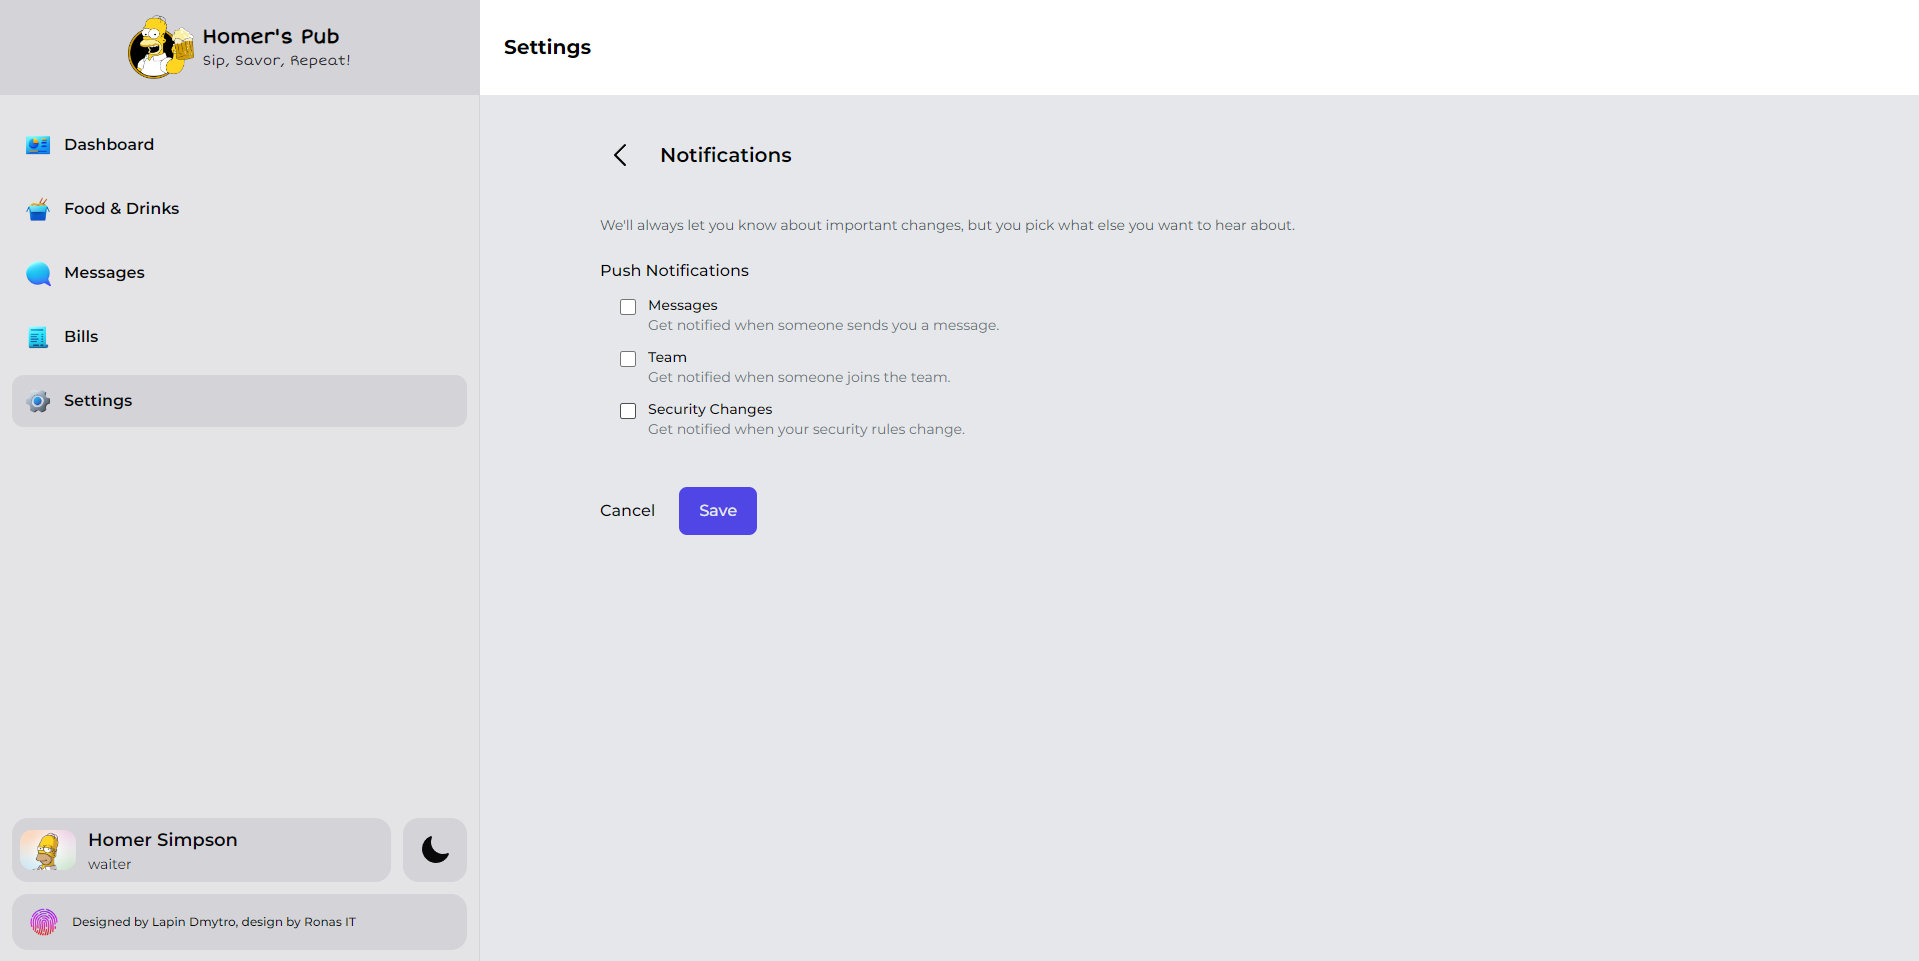 Homer's Pub
Sip, Savor, Repeat!
Settings
Dashboard
Food & Drinks
Messages
Bills
Settings
Notifications
We'll always let you know about important changes, but you pick what else you want to hear about.
Push Notifications
Messages
Get notified when someone sends you a message.
Team
Get notified when someone joins the team.
Security Changes
Get notified when your security rules change.
Cancel
Save
Homer Simpson
waiter
Designed by Lapin Dmytro, design by Ronas IT